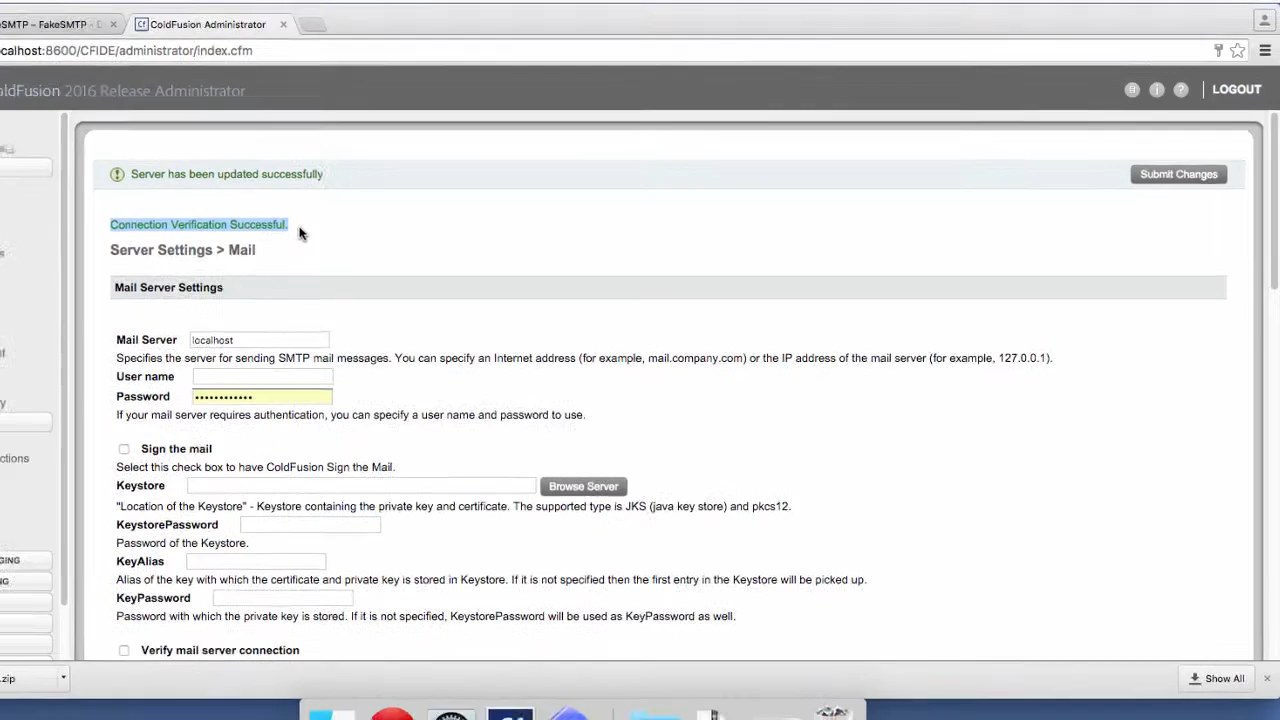 SMTP – FakeSMTP - D
ColdFusion Administrator
calhost:8600/CFIDE/administrator/index.cfm
ldFusion 2016 Release Administrator
LOGOUT
Server has been updated successfully
Submit Changes
Connection Verification Successful.
Server Settings > Mail
Mail Server Settings
Mail Server localhost
Specifies the server for sending SMTP mail messages. You can specify an Internet address (for example, mail.company.com) or the IP address of the mail server (for example, 127.0.0.1).
User name
Password ••••••••••••
If your mail server requires authentication, you can specify a user name and password to use.
Sign the mail
Select this check box to have ColdFusion Sign the Mail.
Keystore
Browse Server
"Location of the Keystore" - Keystore containing the private key and certificate. The supported type is JKS (java key store) and pkcs12.
KeystorePassword
Password of the Keystore.
KeyAlias
Alias of the key with which the certificate and private key is stored in Keystore. If it is not specified then the first entry in the Keystore will be picked up.
KeyPassword
Password with which the private key is stored. If it is not specified, KeystorePassword will be used as KeyPassword as well.
Verify mail server connection
ctions
GING
NG
.zip
Show All